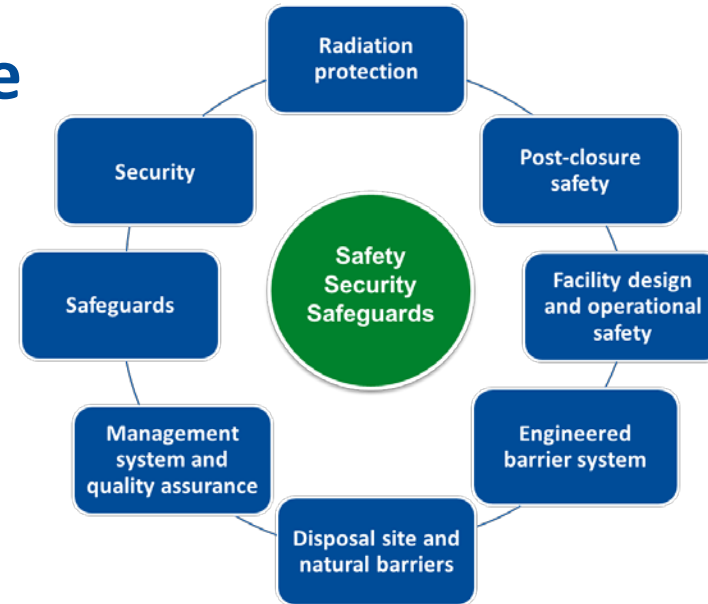 e
Radiation
protection
Post-closure
safety
Facility design
and operational
safety
Engineered
barrier system
Disposal site and
natural barriers
Management
system and
quality assurance
Safeguards
Security
Safety
Security
Safeguards